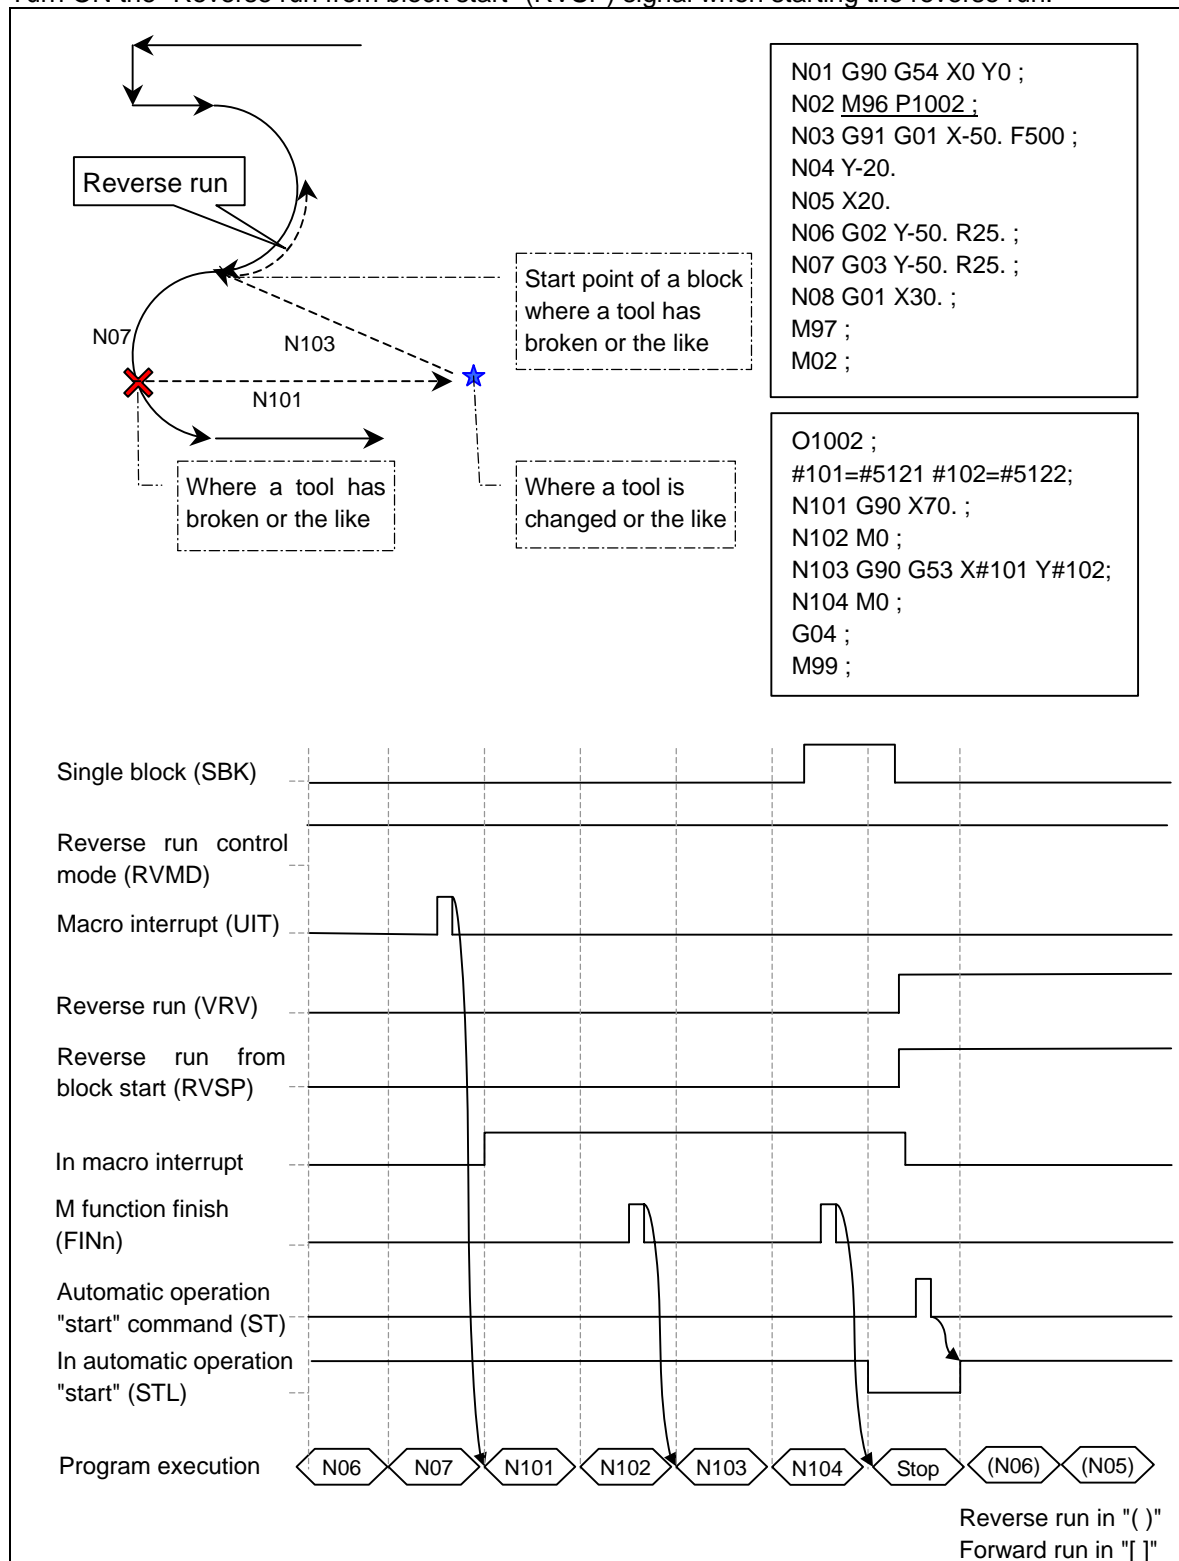 Turn ON the "Reverse run from block start" (RVSP) signal when starting the reverse run.
Reverse run
N07
N103
N101
Start point of a block
where a tool has
broken or the like
Where a tool has
broken or the like
Where a tool is
changed or the like
N01 G90 G54 X0 Y0 ;
N02 M96 P1002 ;
N03 G91 G01 X-50. F500 ;
N04 Y-20.
N05 X20.
N06 G02 Y-50. R25. ;
N07 G03 Y-50. R25. ;
N08 G01 X30. ;
M97 ;
M02 ;
O1002 ;
#101=#5121 #102=#5122;
N101 G90 X70. ;
N102 M0 ;
N103 G90 G53 X#101 Y#102;
N104 M0 ;
G04 ;
M99 ;
Single block (SBK)
Reverse run control
mode (RVMD)
Macro interrupt (UIT)
Reverse run (VRV)
Reverse run from
block start (RVSP)
In macro interrupt
M function finish
(FINn)
Automatic operation
"start" command (ST)
In automatic operation
"start" (STL)
Program execution
N06 N07 N101 N102 N103 N104 Stop (N06) (N05)
Reverse run in "( )"
Forward run in "[ ]"